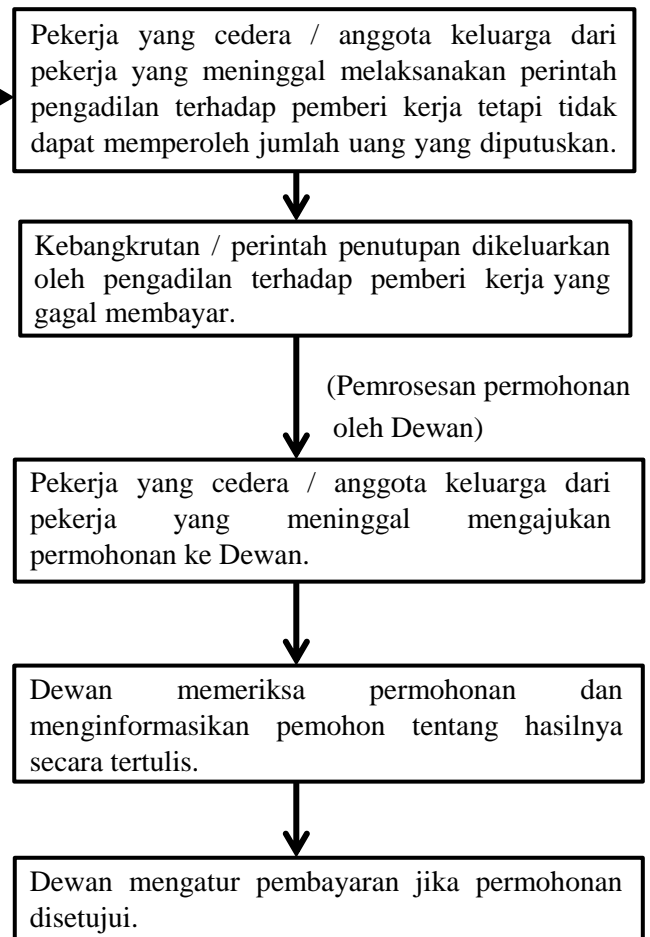 Pekerja yang cedera / anggota keluarga dari
pekerja yang meninggal melaksanakan perintah
pengadilan terhadap pemberi kerja tetapi tidak
dapat memperoleh jumlah uang yang diputuskan.
Kebangkrutan / perintah penutupan dikeluarkan
oleh pengadilan terhadap pemberi kerja yang
gagal membayar.
(Pemrosesan permohonan
oleh Dewan)
Pekerja yang cedera / anggota keluarga dari
pekerja yang meninggal mengajukan
permohonan ke Dewan.
Dewan memeriksa permohonan dan
menginformasikan pemohon tentang hasilnya
secara tertulis.
Dewan mengatur pembayaran jika permohonan
disetujui.